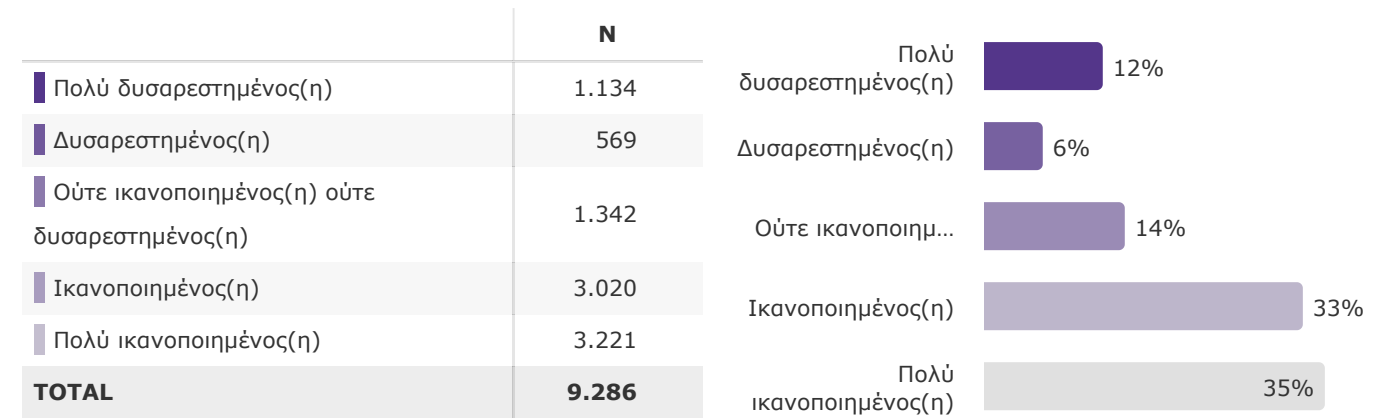 N
Πολύ δυσαρεστημένος(η) 1.134
Δυσαρεστημένος(η) 569
Ούτε ικανοποιημένος(η) ούτε
δυσαρεστημένος(η) 1.342
Ικανοποιημένος(η) 3.020
Πολύ ικανοποιημένος(η) 3.221
TOTAL 9.286
Πολύ
δυσαρεστημένος(η) 12%
Δυσαρεστημένος(η) 6%
Ούτε ικανοποιημ... 14%
Ικανοποιημένος(η) 33%
Πολύ
ικανοποιημένος(η) 35%